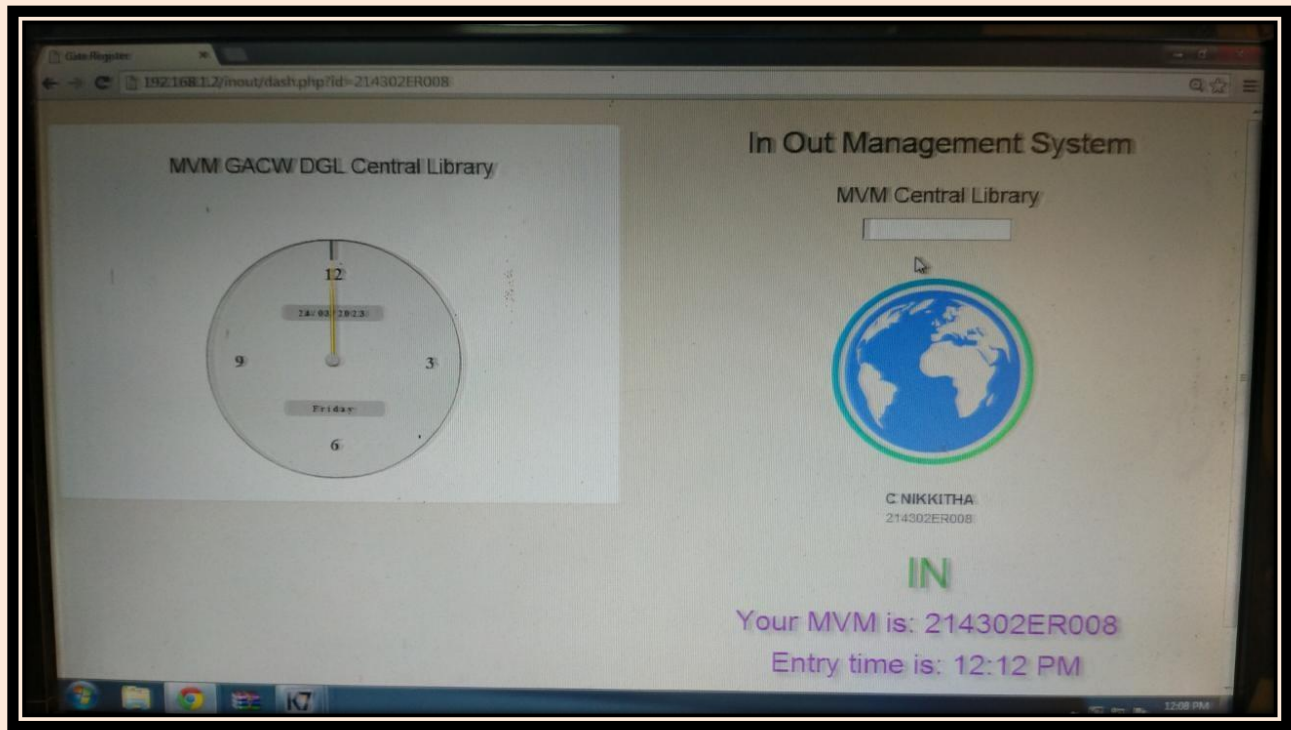 Gate Register
192.168.1.2/inout/dash.php?id=214302ER008
MVM GACW DGL Central Library
12
9
3
Friday
6
In Out Management System
MVM Central Library
C NIKKITHA
214302ER008
IN
Your MVM is: 214302ER008
Entry time is: 12:12 PM
K7
12:08 PM